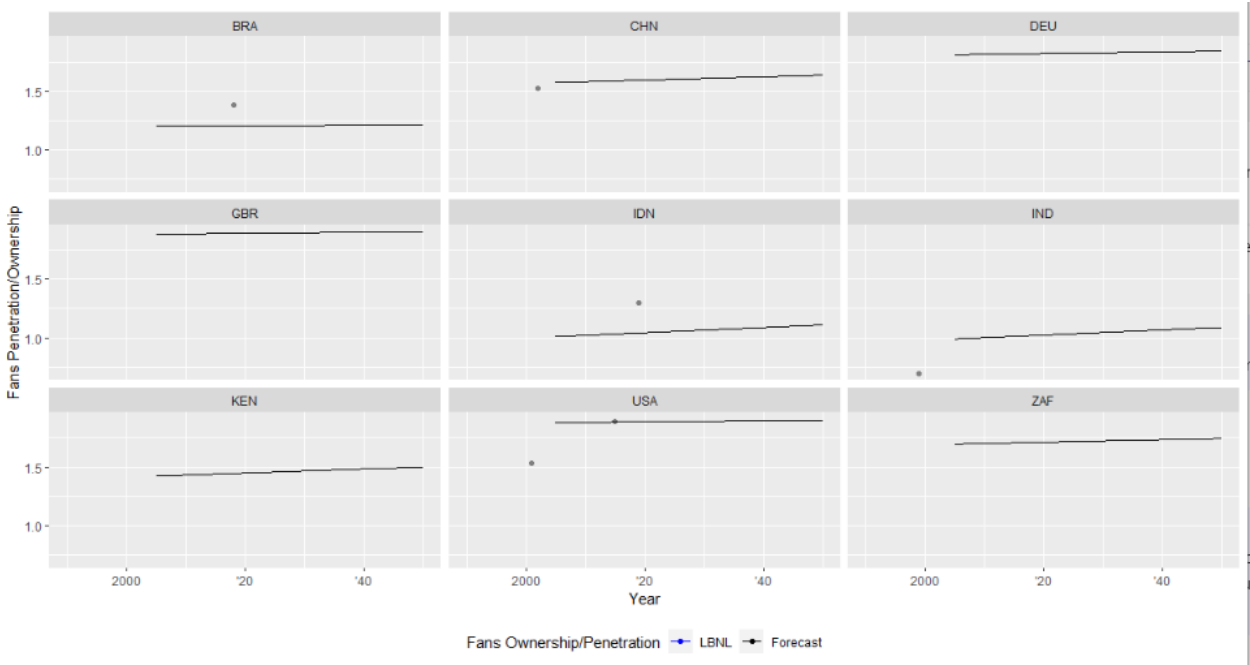 BRA CHN DEU
1.5
1.0
GBR IDN IND
1.5
1.0
KEN USA ZAF
1.5
1.0
Fans Penetration/Ownership
2000 '20 '40 2000 '20 '40 2000 '20 '40
Year
Fans Ownership/Penetration LBNL Forecast